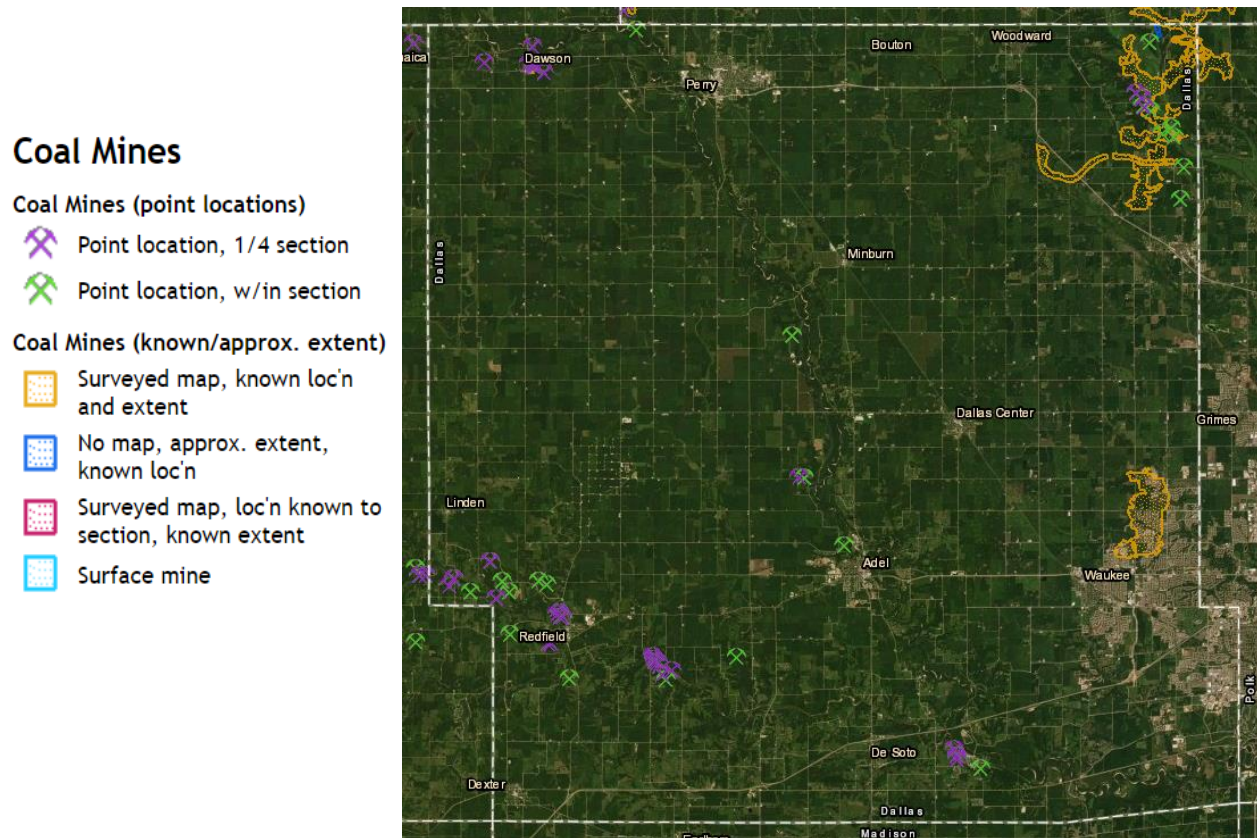 Coal Mines
Coal Mines (point locations)
Point location, 1/4 section
Point location, w/in section
Coal Mines (known/approx. extent)
Surveyed map, known loc'n
and extent
No map, approx. extent,
known loc'n
Surveyed map, loc'n known to
section, known extent
Surface mine
Woodward
Bouton
Dawson
Perry
Dallas
Dallas
Minburn
Dallas Center
Grimes
Linden
Adel
Waukee
Redfield
Polk
De Soto
Dexter
Dallas
Madison